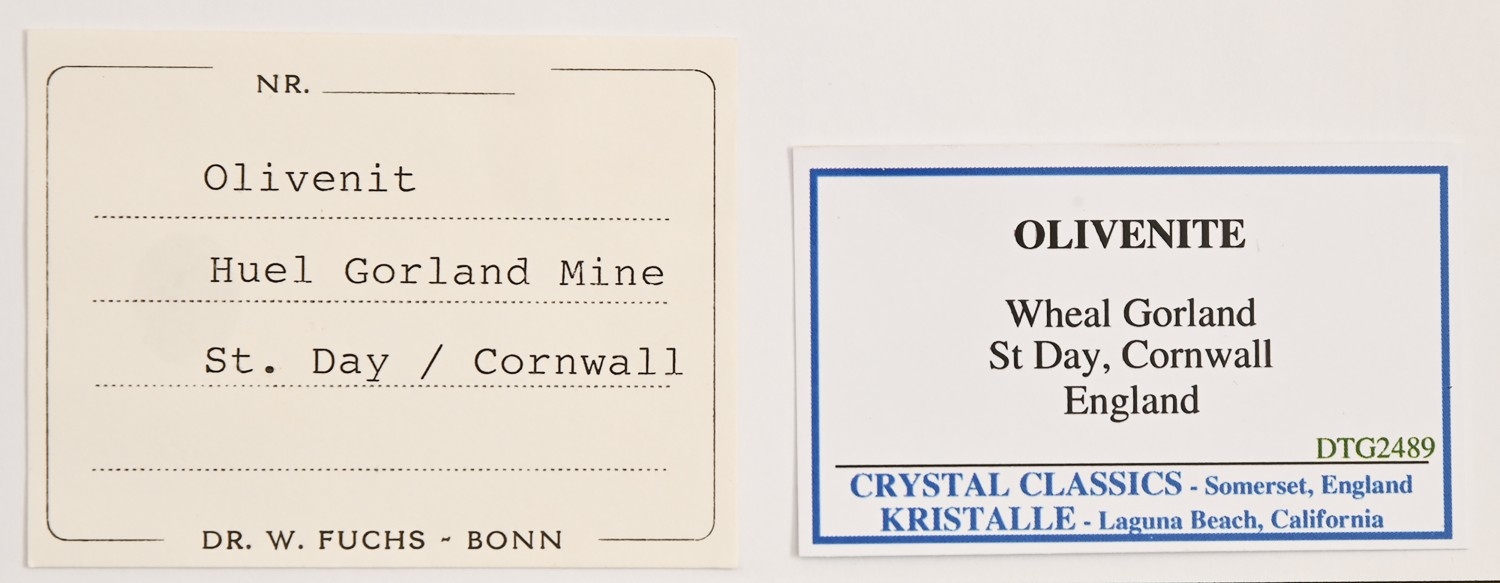 NR.
Olivenit
Huel Gorland Mine
St. Day / Cornwall
DR. W. FUCHS - BONN
OLIVENITE
Wheal Gorland
St Day, Cornwall
England
DTG2489
CRYSTAL CLASSICS - Somerset, England
KRISTALLE - Laguna Beach, California